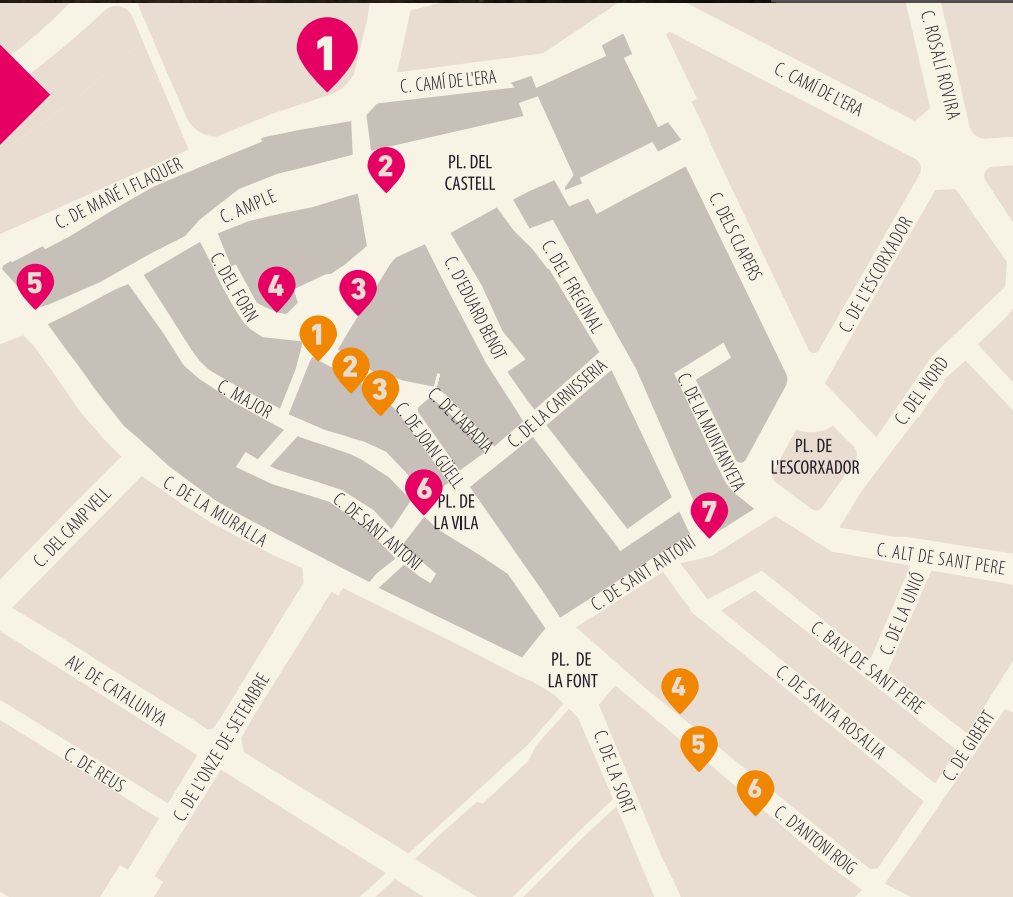 1
C. CAMÍ DE L'ERA
C. CAMÍ DE L'ERA
C. ROSALÍ ROVIRA
2
PL. DEL
CASTELL
C. DE MAÑÉ I FLAQUER
C. AMPLE
C. DELS CLAPERS
5
C. DEL FORN
4
3
C. D'EDUARD BENOT
C. DEL FREGINAL
C. DE L'ESCORXADOR
1
2
3
C. MAJOR
C. DE JOAN GÜELL
C. DE L'ABADIA
C. DE LA CARNISSERIA
C. DE LA MUNTANYETA
C. DEL NORD
PL. DE
L'ESCORXADOR
6
PL. DE
LA VILA
7
C. DEL CAMP VELL
C. DE LA MURALLA
C. DE SANT ANTONI
C. DE SANT ANTONI
C. ALT DE SANT PERE
C. DE LA UNIÓ
C. BAIX DE SANT PERE
PL. DE
LA FONT
4
5
6
C. DE SANTA ROSALIA
C. DE GIBERT
AV. DE CATALUNYA
C. DE REUS
C. DE L'ONZE DE SETEMBRE
C. DE LA SORT
C. D'ANTONI ROIG